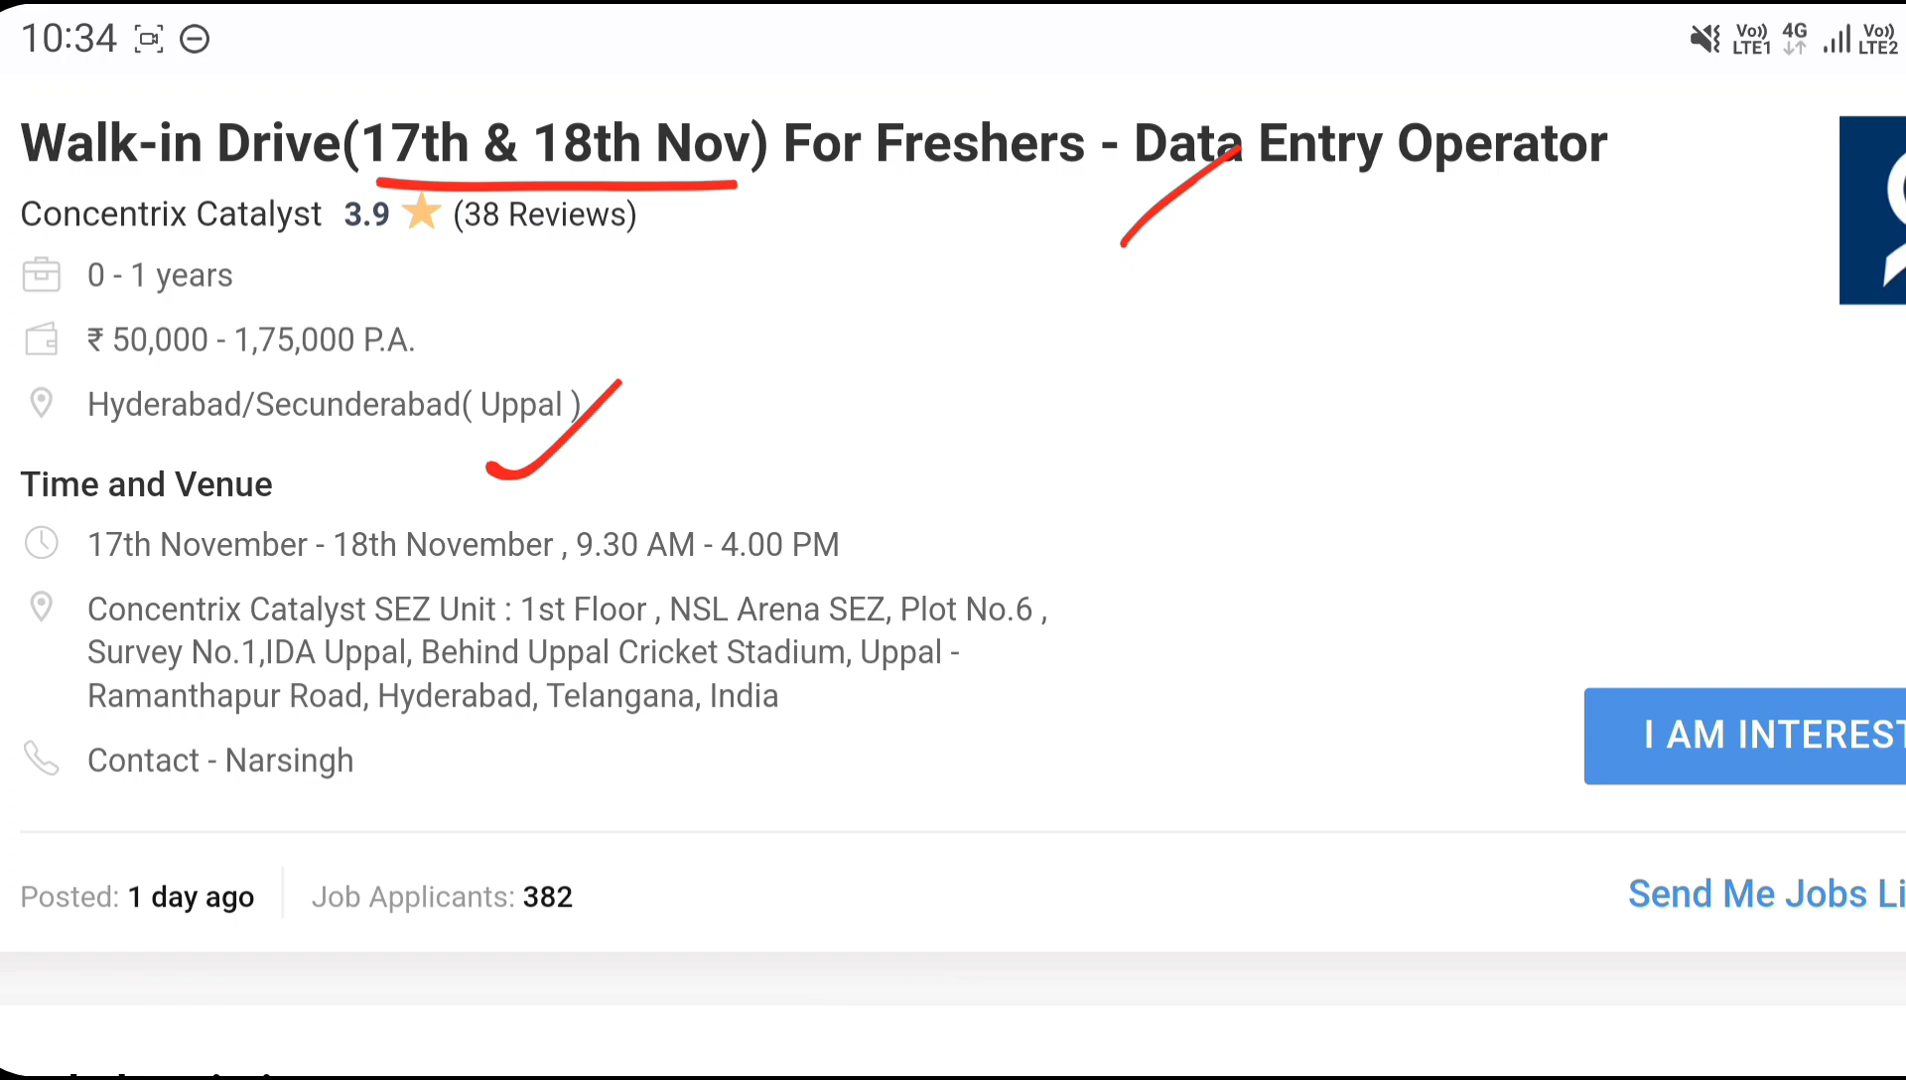 10:34
Vo)) LTE1 4G Vo)) LTE2
Walk-in Drive(17th & 18th Nov) For Freshers - Data Entry Operator
Concentrix Catalyst 3.9 (38 Reviews)
0 - 1 years
₹ 50,000 - 1,75,000 P.A.
Hyderabad/Secunderabad( Uppal )
Time and Venue
17th November - 18th November , 9.30 AM - 4.00 PM
Concentrix Catalyst SEZ Unit : 1st Floor , NSL Arena SEZ, Plot No.6 ,
Survey No.1,IDA Uppal, Behind Uppal Cricket Stadium, Uppal -
Ramanthapur Road, Hyderabad, Telangana, India
Contact - Narsingh
I AM INTEREST
Posted: 1 day ago Job Applicants: 382
Send Me Jobs Li